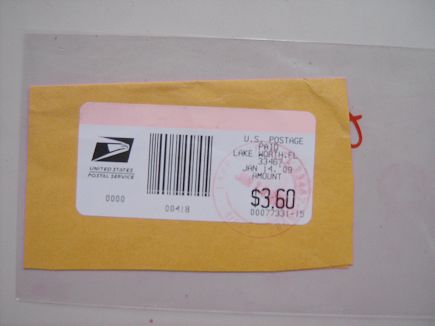 U.S. POSTAGE
PAID
LAKE WORTH.FL
33467
JAN 14. '09
AMOUNT
$3.60
00077331-15
UNITED STATES
POSTAL SERVICE
0000
00418